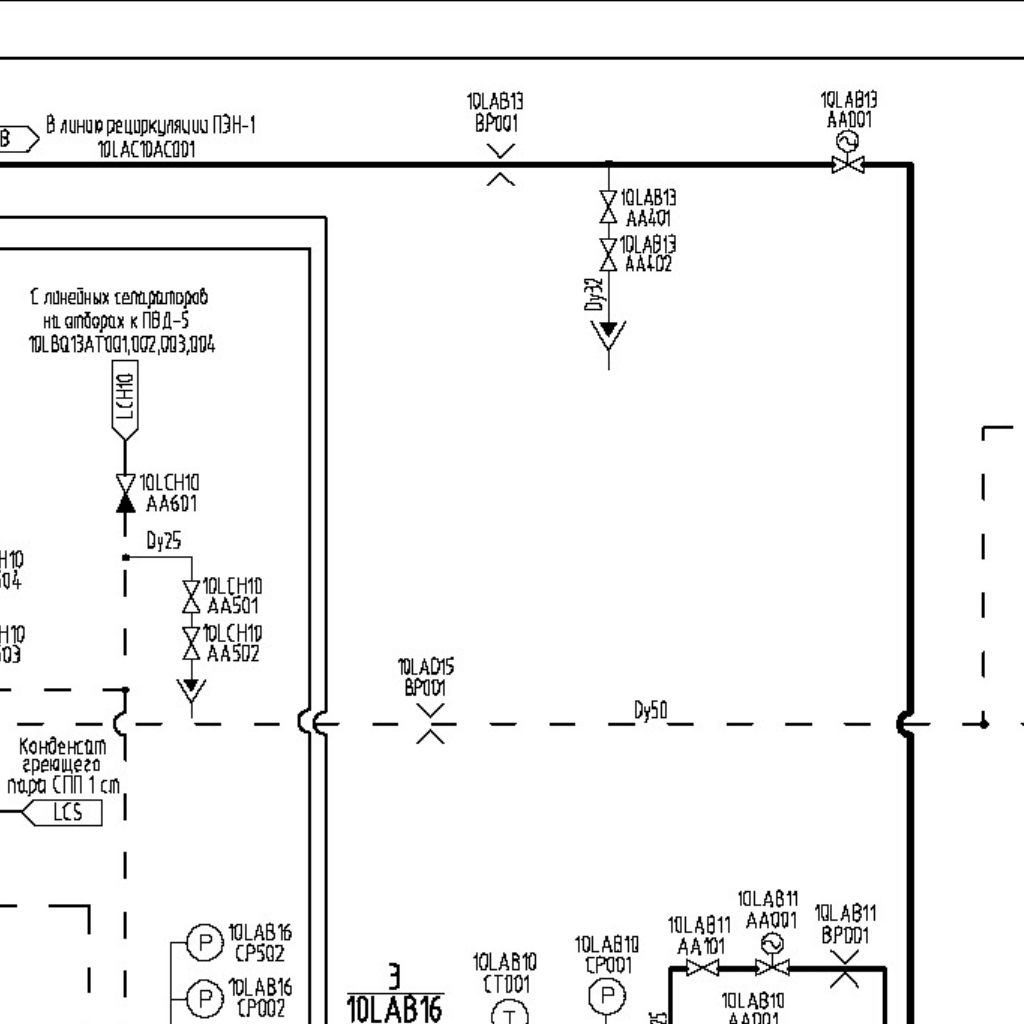 10LAB13
BP001
10LAB13
AA001
В линию рециркуляции ПЭН-1
10LAC10AC001
В
10LAB13
AA401
10LAB13
AA402
Dy32
С линейных сепараторов
на отборах к ПВД-5
10LBQ13AT001,002,003,004
LCH10
10LCH10
AA601
Dy25
H10
504
10LCH10
AA501
H10
503
10LCH10
AA502
10LAD15
BP001
Dy50
Конденсат
греющего
пара СПП 1 ст
LCS
10LAB11
AA001
10LAB11
AA101
10LAB11
BP001
P
10LAB16
CP502
P
10LAB16
CP002
3
10LAB16
10LAB10
CT001
T
10LAB10
CP001
P
10LAB10
AA001